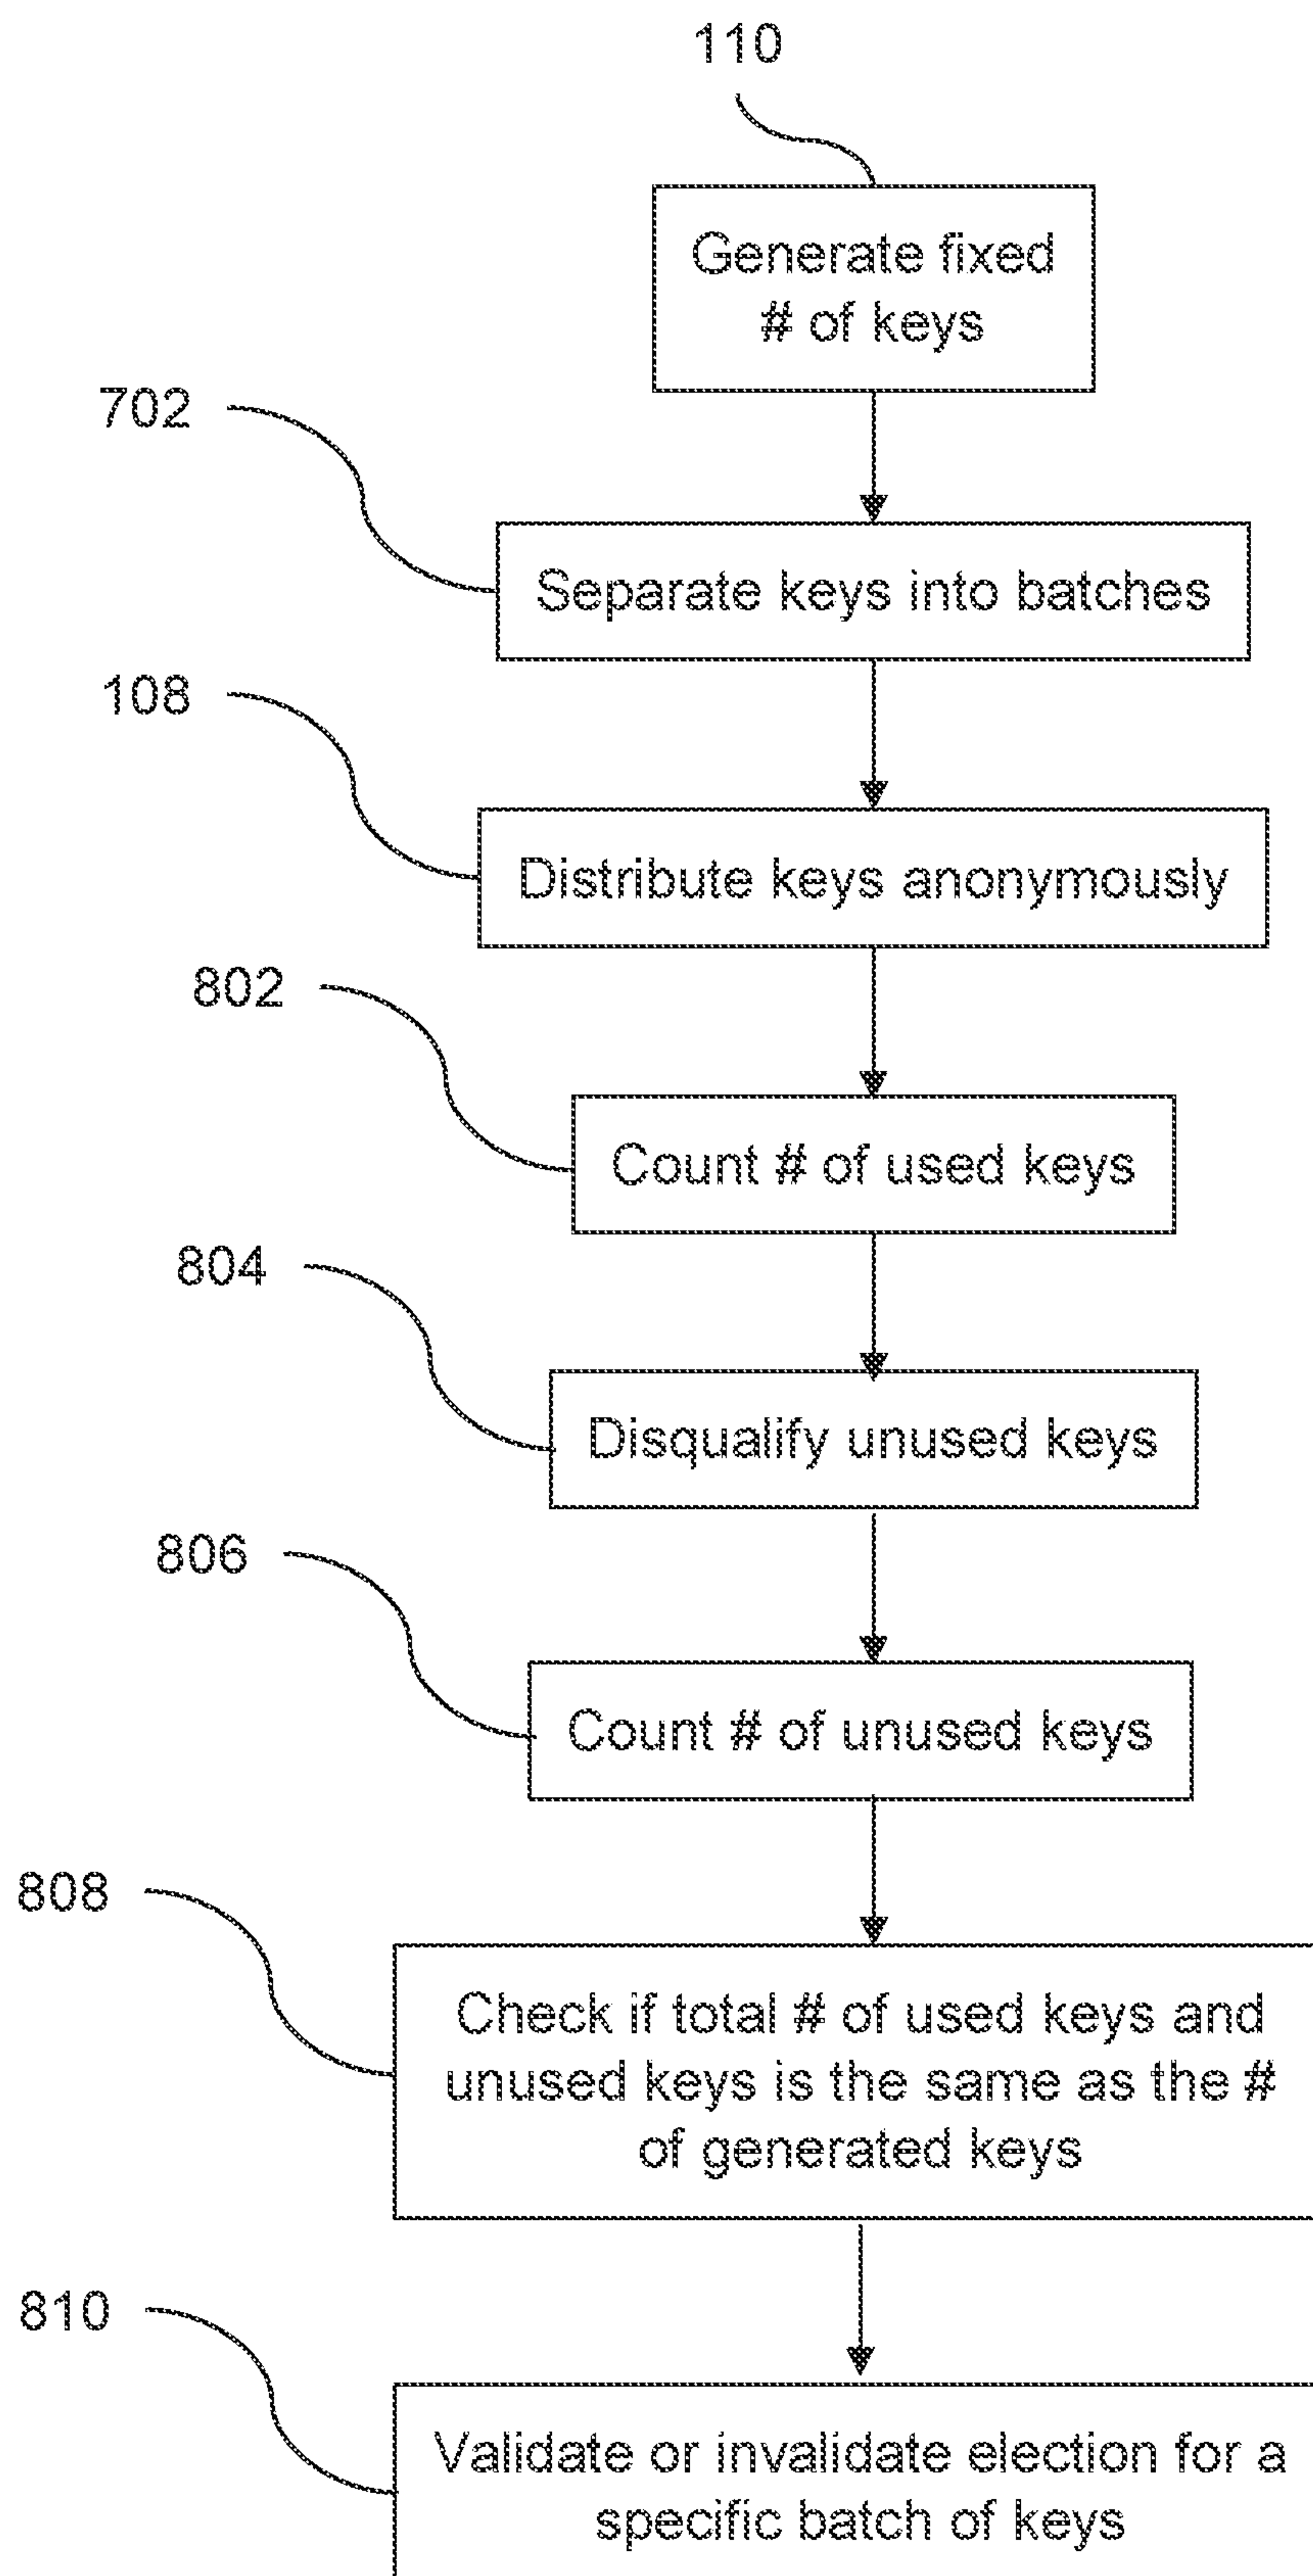 110
Generate fixed
# of keys
702
Separate keys into batches
108
Distribute keys anonymously
802
Count # of used keys
804
Disqualify unused keys
806
Count # of unused keys
808
Check if total # of used keys and
unused keys is the same as the #
of generated keys
810
Validate or invalidate election for a
specific batch of keys